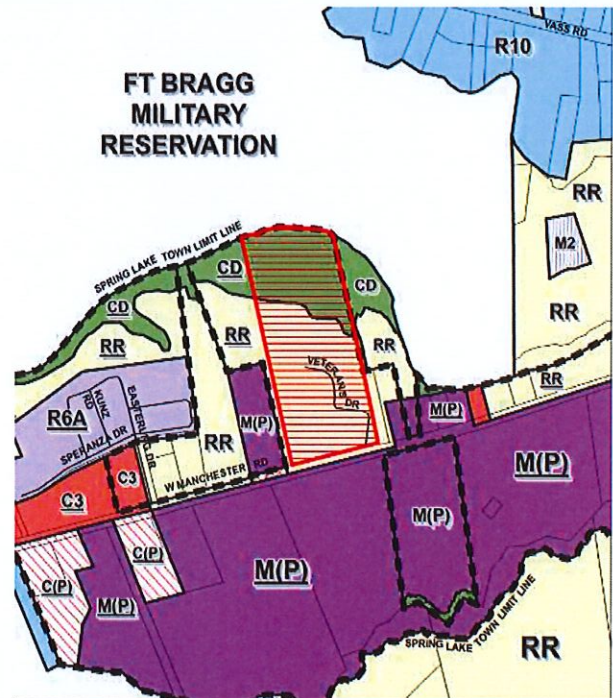 VASS RD
R10
FT BRAGG
MILITARY
RESERVATION
RR
M2
SPRING LAKE TOWN LIMIT LINE
CD
CD
CD
RR
RR
RR
RR
RR
VETERANS DR
R6A
KUNZ RD
EASTERLING DR
SPERANZA DR
RR
M(P)
M(P)
W MANCHESTER RD
C3
C3
M(P)
M(P)
C(P)
C(P)
M(P)
M(P)
SPRING LAKE TOWN LIMIT LINE
RR